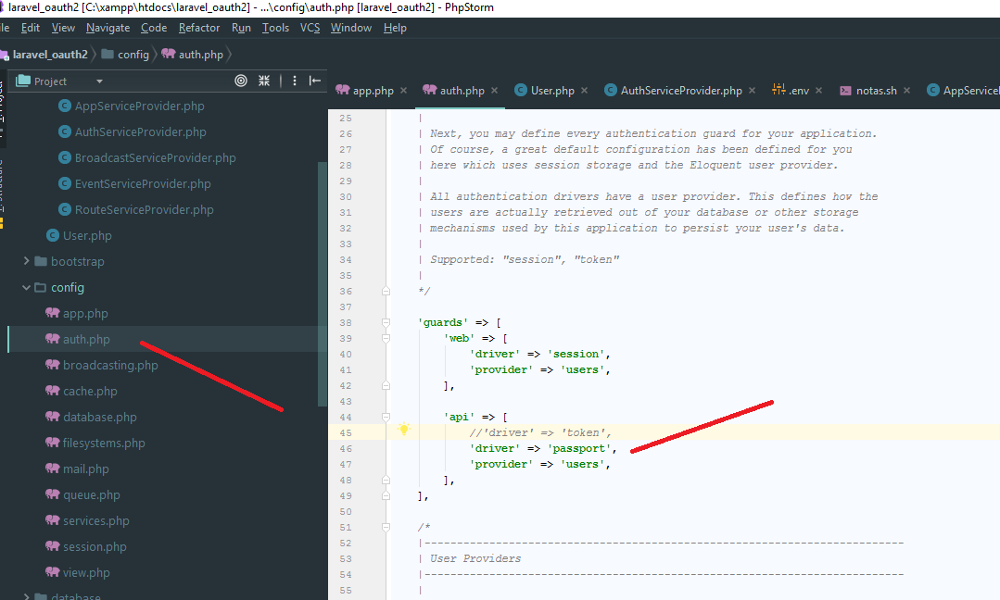 laravel_oauth2 [C:\xampp\htdocs\laravel_oauth2] - ...\config\auth.php [laravel_oauth2] - PhpStorm
ile Edit View Navigate Code Refactor Run Tools VCS Window Help
laravel_oauth2 config auth.php
Project
app.php auth.php User.php AuthServiceProvider.php .env notas.sh AppServiceI
AppServiceProvider.php
AuthServiceProvider.php
BroadcastServiceProvider.php
EventServiceProvider.php
RouteServiceProvider.php
User.php
bootstrap
config
app.php
auth.php
broadcasting.php
cache.php
database.php
filesystems.php
mail.php
queue.php
services.php
session.php
view.php
database
25 |
26 | Next, you may define every authentication guard for your application.
27 | Of course, a great default configuration has been defined for you
28 | here which uses session storage and the Eloquent user provider.
29 |
30 | All authentication drivers have a user provider. This defines how the
31 | users are actually retrieved out of your database or other storage
32 | mechanisms used by this application to persist your user's data.
33 |
34 | Supported: "session", "token"
35 |
36 */
37
38 'guards' => [
39 'web' => [
40 'driver' => 'session',
41 'provider' => 'users',
42 ],
43
44 'api' => [
45 //'driver' => 'token',
46 'driver' => 'passport',
47 'provider' => 'users',
48 ],
49 ],
50
51 /*
52 |--------------------------------------------------------------------------
53 | User Providers
54 |--------------------------------------------------------------------------
55 |